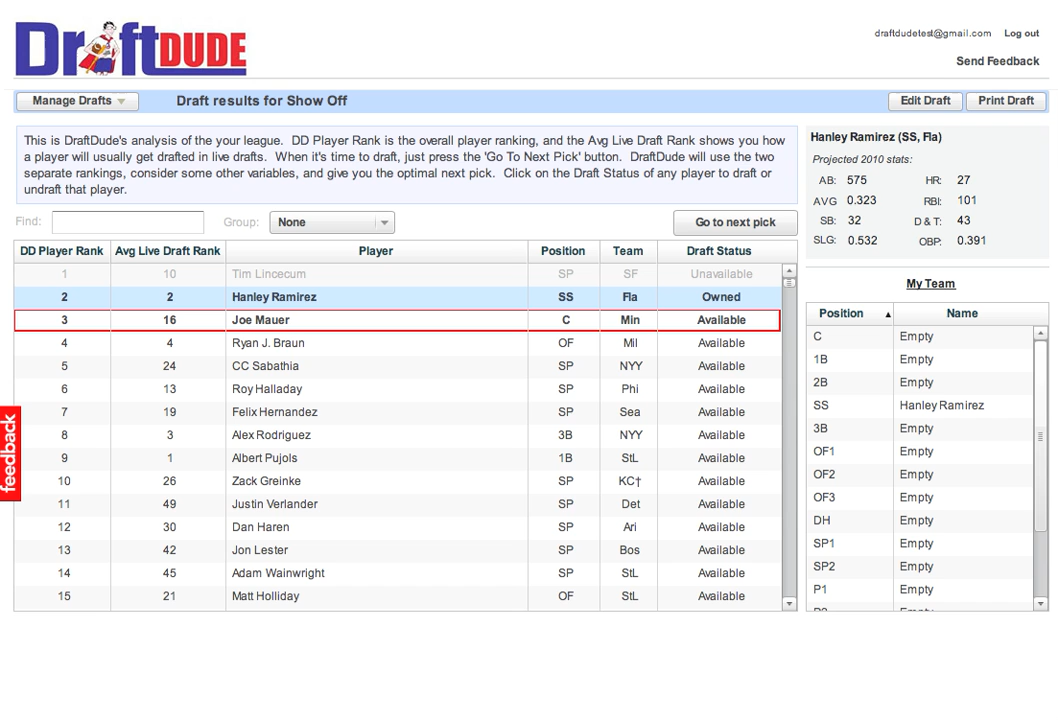 DraftDUDE
draftdudetest@gmail.com Log out
Send Feedback
Manage Drafts Draft results for Show Off Edit Draft Print Draft
This is DraftDude's analysis of the your league. DD Player Rank is the overall player ranking, and the Avg Live Draft Rank shows you how
a player will usually get drafted in live drafts. When it's time to draft, just press the 'Go To Next Pick' button. DraftDude will use the two
separate rankings, consider some other variables, and give you the optimal next pick. Click on the Draft Status of any player to draft or
undraft that player.
Find: Group: None Go to next pick
DD Player Rank Avg Live Draft Rank Player Position Team Draft Status
1 10 Tim Lincecum SP SF Unavailable
2 2 Hanley Ramirez SS Fla Owned
3 16 Joe Mauer C Min Available
4 4 Ryan J. Braun OF Mil Available
5 24 CC Sabathia SP NYY Available
6 13 Roy Halladay SP Phi Available
7 19 Felix Hernandez SP Sea Available
8 3 Alex Rodriguez 3B NYY Available
9 1 Albert Pujols 1B StL Available
10 26 Zack Greinke SP KC† Available
11 49 Justin Verlander SP Det Available
12 30 Dan Haren SP Ari Available
13 42 Jon Lester SP Bos Available
14 45 Adam Wainwright SP StL Available
15 21 Matt Holliday OF StL Available
feedback
Hanley Ramirez (SS, Fla)
Projected 2010 stats:
AB: 575 HR: 27
AVG 0.323 RBI: 101
SB: 32 D & T: 43
SLG: 0.532 OBP: 0.391
My Team
Position ▲ Name
C Empty
1B Empty
2B Empty
SS Hanley Ramirez
3B Empty
OF1 Empty
OF2 Empty
OF3 Empty
DH Empty
SP1 Empty
SP2 Empty
P1 Empty